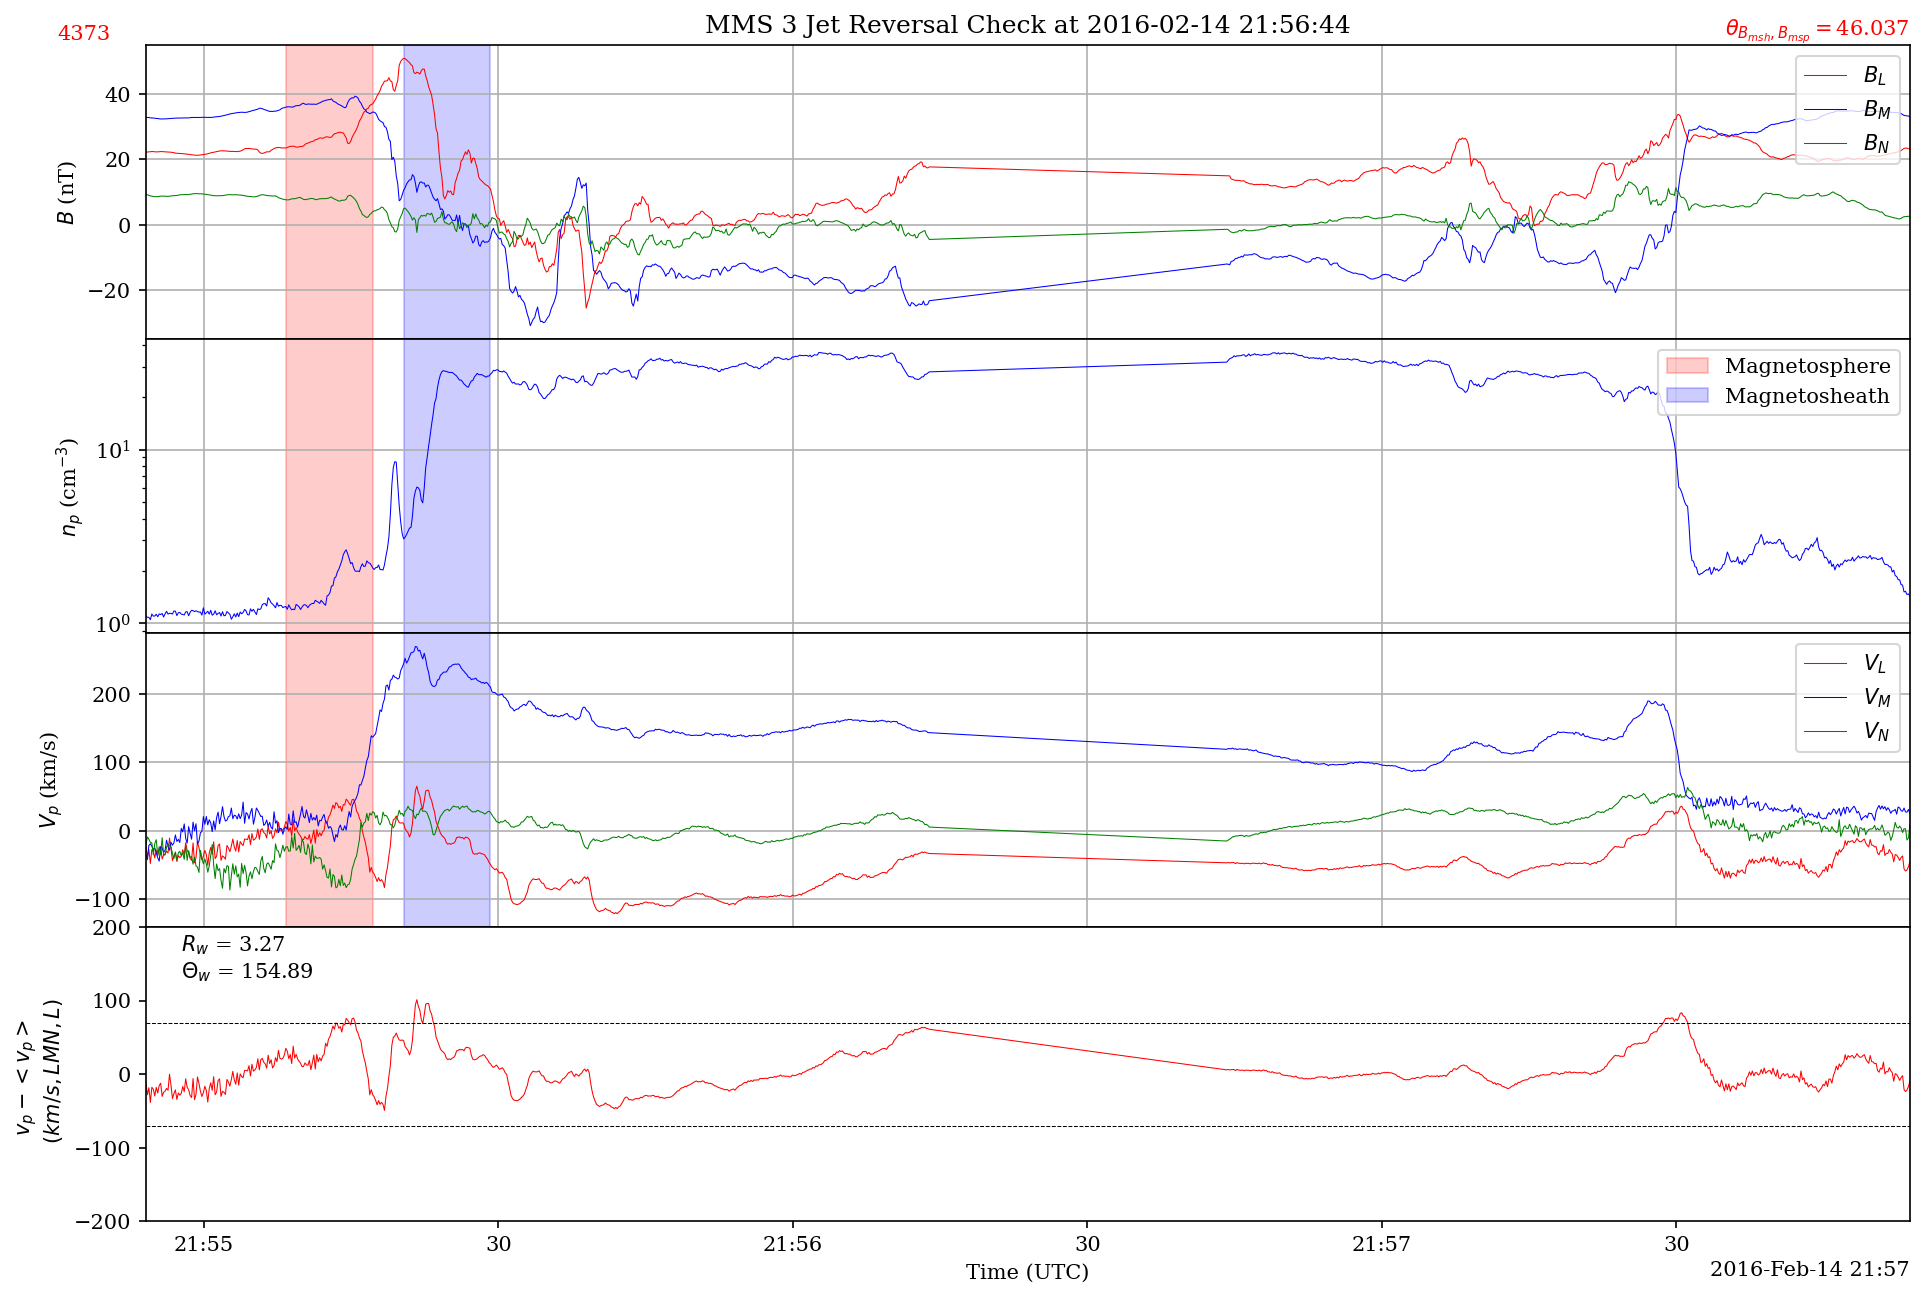 MMS 3 Jet Reversal Check at 2016-02-14 21:56:44
4373
θ_{B_{msh}, B_{msp}} = 46.037
B (nT)
40
20
0
−20
B_L
B_M
B_N
n_p (cm^{−3})
10^1
10^0
Magnetosphere
Magnetosheath
V_p (km/s)
200
100
0
−100
V_L
V_M
V_N
v_p − <v_p>
(km/s, LMN, L)
200
100
0
−100
−200
R_w = 3.27
Θ_w = 154.89
21:55
30
21:56
30
21:57
30
Time (UTC)
2016-Feb-14 21:57